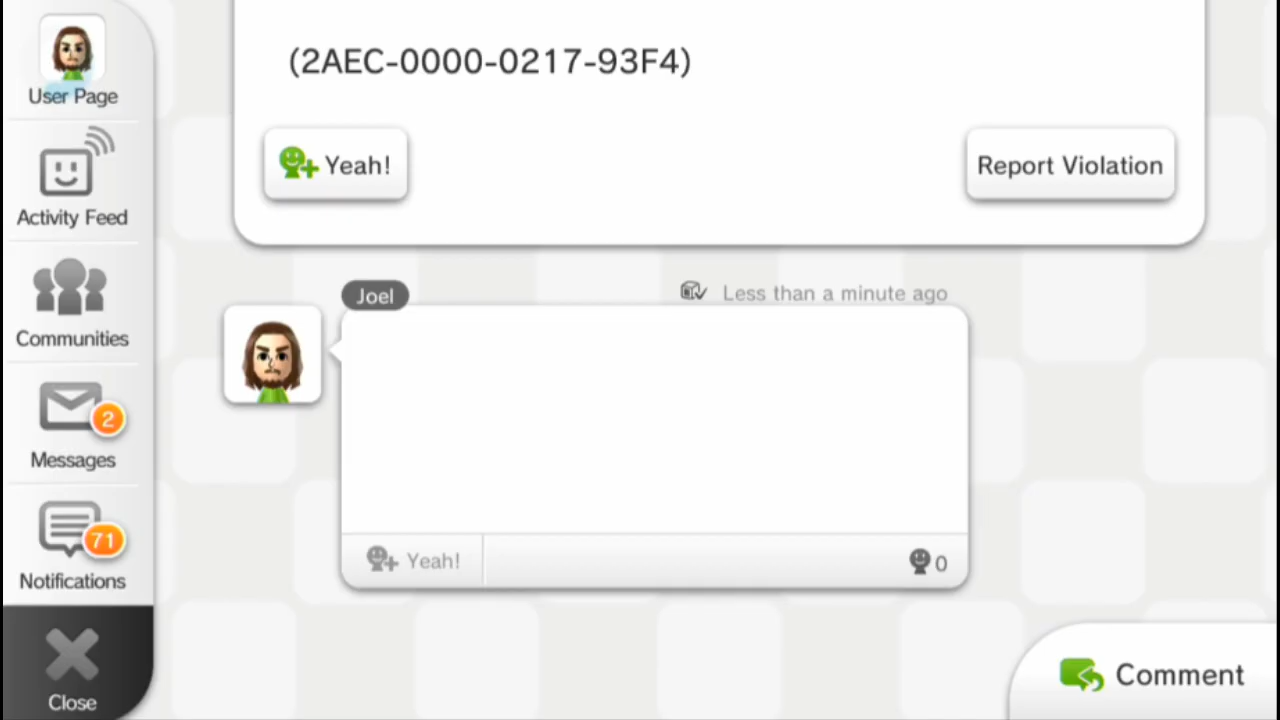 (2AEC-0000-0217-93F4)
Yeah!
Report Violation
User Page
Activity Feed
Communities
2
Messages
71
Notifications
Close
Joel
Less than a minute ago
Yeah!
0
Comment